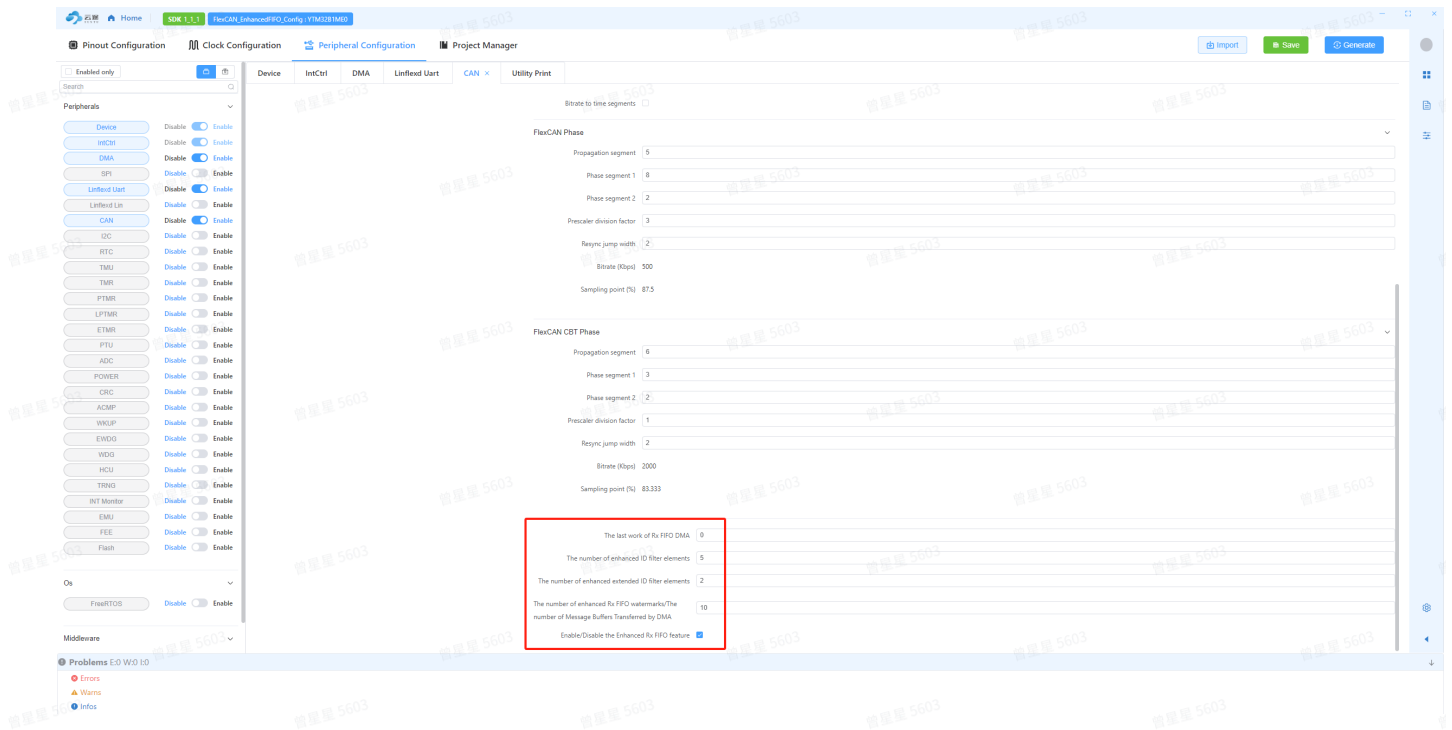 云途 Home SDK 1_1_1 FlexCAN_EnhancedFIFO_Config : YTM32B1ME0
Pinout Configuration Clock Configuration Peripheral Configuration Project Manager Import Save Generate
Enabled only
Device IntCtrl DMA Linflexd Uart CAN × Utility Print
Search
Peripherals
Device Disable Enable
IntCtrl Disable Enable
DMA Disable Enable
SPI Disable Enable
Linflexd Uart Disable Enable
Linflexd Lin Disable Enable
CAN Disable Enable
I2C Disable Enable
RTC Disable Enable
TMU Disable Enable
TMR Disable Enable
PTMR Disable Enable
LPTMR Disable Enable
ETMR Disable Enable
PTU Disable Enable
ADC Disable Enable
POWER Disable Enable
CRC Disable Enable
ACMP Disable Enable
WKUP Disable Enable
EWDG Disable Enable
WDG Disable Enable
HCU Disable Enable
TRNG Disable Enable
INT Monitor Disable Enable
EMU Disable Enable
FEE Disable Enable
Flash Disable Enable
Os
FreeRTOS Disable Enable
Middleware
Bitrate to time segments
FlexCAN Phase
Propagation segment 5
Phase segment 1 8
Phase segment 2 2
Prescaler division factor 3
Resync jump width 2
Bitrate (Kbps) 500
Sampling point (%) 87.5
FlexCAN CBT Phase
Propagation segment 6
Phase segment 1 3
Phase segment 2 2
Prescaler division factor 1
Resync jump width 2
Bitrate (Kbps) 2000
Sampling point (%) 83.333
The last work of Rx FIFO DMA 0
The number of enhanced ID filter elements 5
The number of enhanced extended ID filter elements 2
The number of enhanced Rx FIFO watermarks/The
number of Message Buffers Transferred by DMA 10
Enable/Disable the Enhanced Rx FIFO feature
Problems E:0 W:0 I:0
Errors
Warns
Infos
曾星星 5603